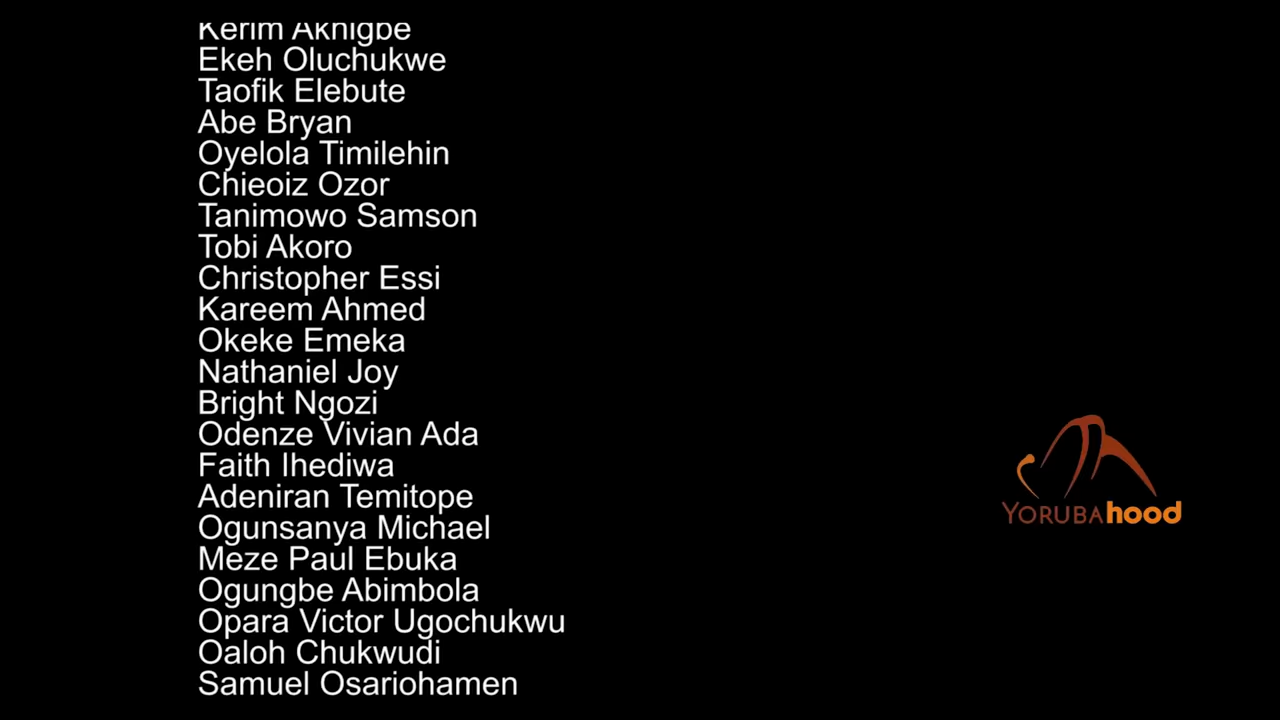 Kerim Akhigbe
Ekeh Oluchukwe
Taofik Elebute
Abe Bryan
Oyelola Timilehin
Chieoiz Ozor
Tanimowo Samson
Tobi Akoro
Christopher Essi
Kareem Ahmed
Okeke Emeka
Nathaniel Joy
Bright Ngozi
Odenze Vivian Ada
Faith Ihediwa
Adeniran Temitope
Ogunsanya Michael
Meze Paul Ebuka
Ogungbe Abimbola
Opara Victor Ugochukwu
Oaloh Chukwudi
Samuel Osariohamen
YORUBAhood